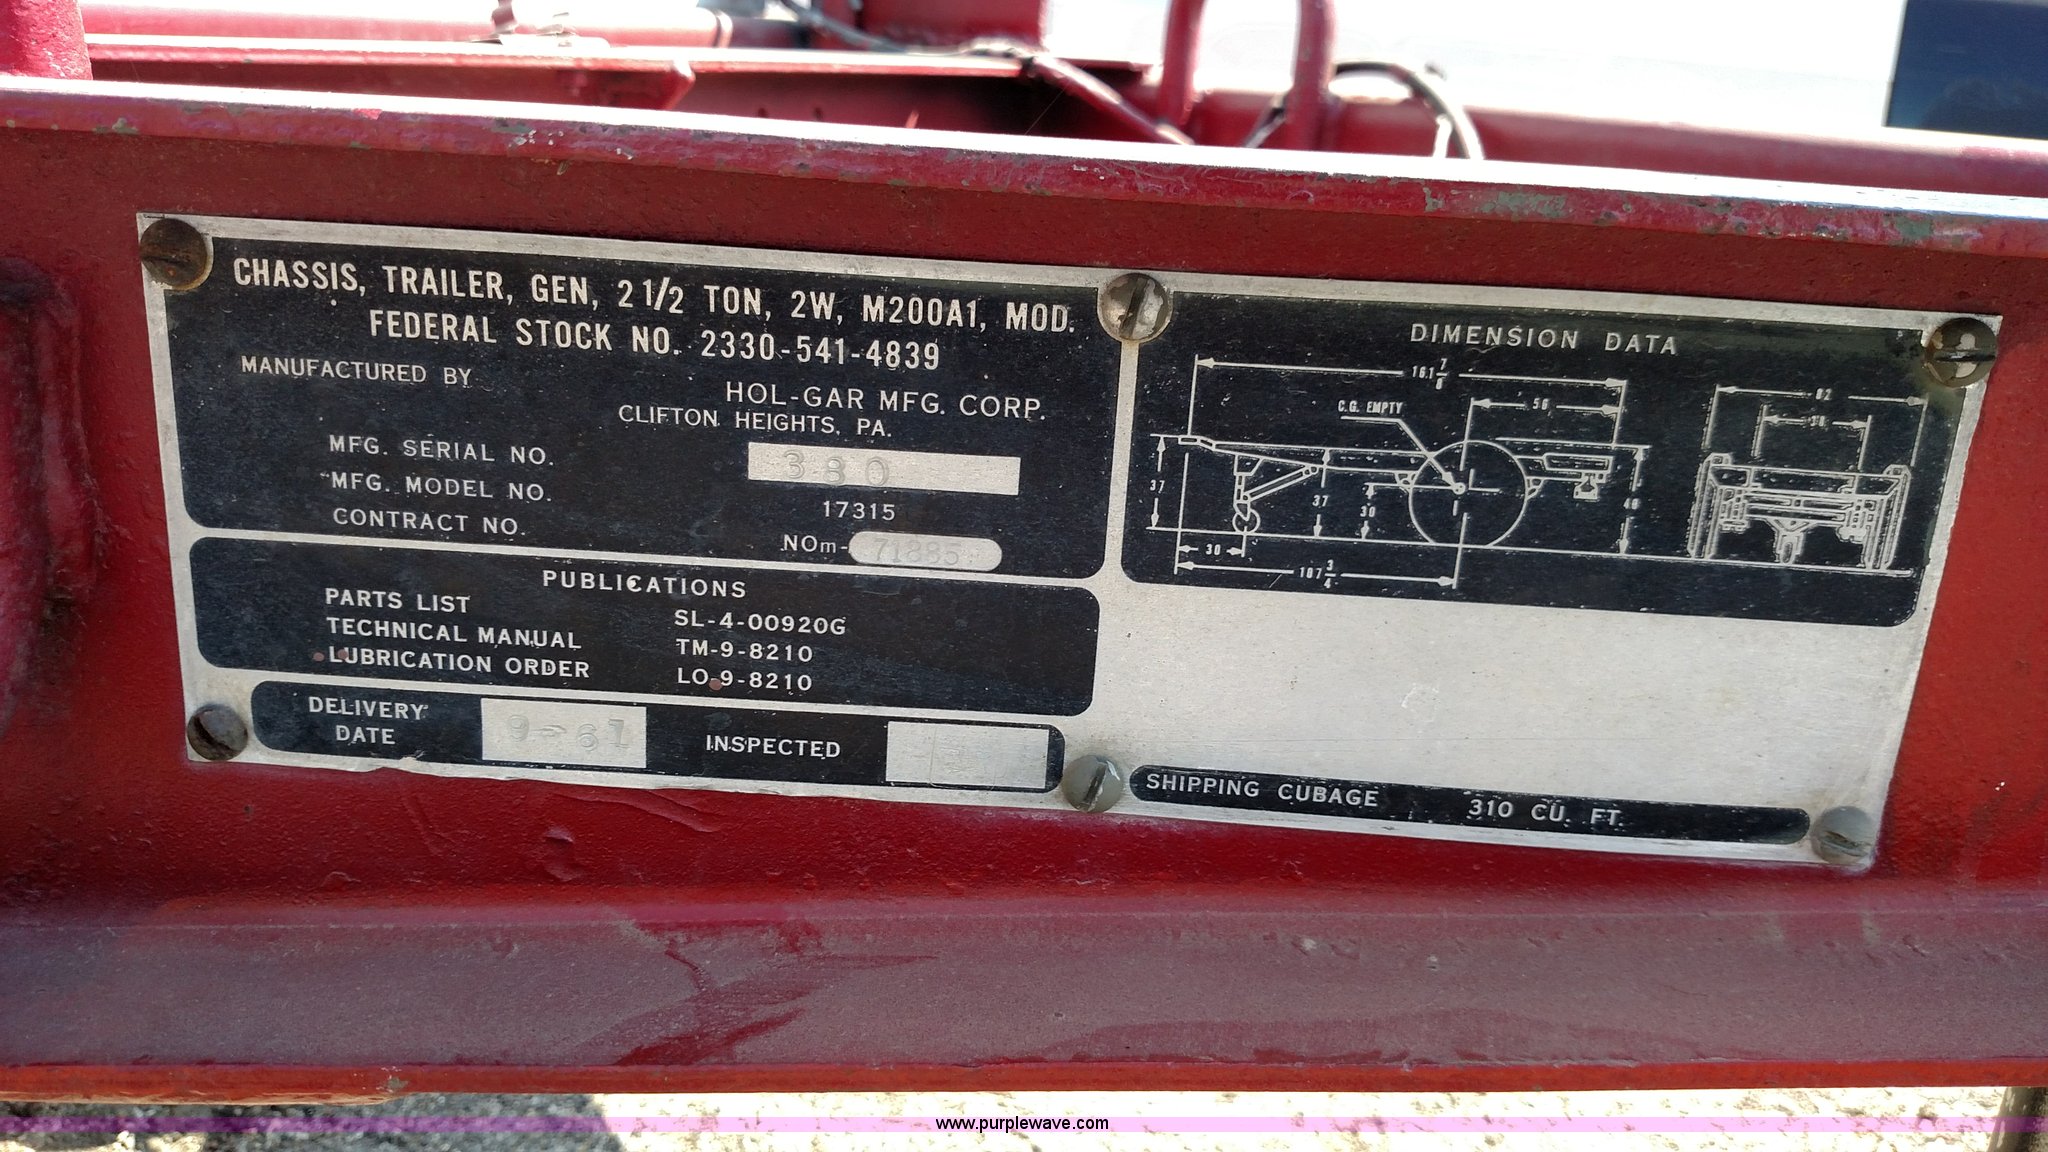 CHASSIS, TRAILER, GEN, 2 1/2 TON, 2W, M200A1, MOD.
FEDERAL STOCK NO. 2330-541-4839
MANUFACTURED BY
HOL-GAR MFG. CORP.
CLIFTON HEIGHTS, PA.
MFG. SERIAL NO. 380
MFG. MODEL NO. 17315
CONTRACT NO. NOm-71885
PUBLICATIONS
PARTS LIST SL-4-00920G
TECHNICAL MANUAL TM-9-8210
LUBRICATION ORDER LO-9-8210
DELIVERY DATE 9-61
INSPECTED
DIMENSION DATA
C.G. EMPTY
56
37
37
30
30
SHIPPING CUBAGE 310 CU. FT.
www.purplewave.com